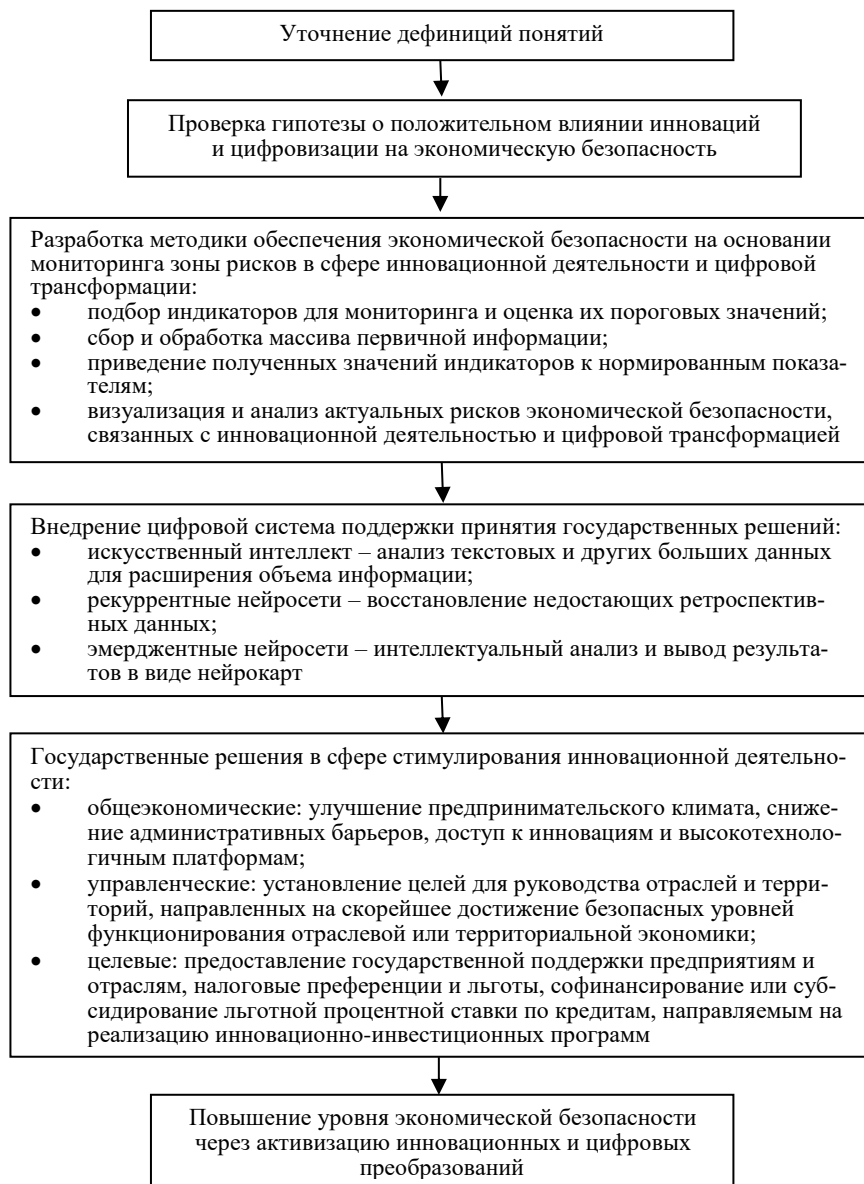 Уточнение дефиниций понятий
Проверка гипотезы о положительном влиянии инноваций
и цифровизации на экономическую безопасность
Разработка методики обеспечения экономической безопасности на основании
мониторинга зоны рисков в сфере инновационной деятельности и цифровой
трансформации:
• подбор индикаторов для мониторинга и оценка их пороговых значений;
• сбор и обработка массива первичной информации;
• приведение полученных значений индикаторов к нормированным показа-
телям;
• визуализация и анализ актуальных рисков экономической безопасности,
связанных с инновационной деятельностью и цифровой трансформацией
Внедрение цифровой система поддержки принятия государственных решений:
• искусственный интеллект – анализ текстовых и других больших данных
для расширения объема информации;
• рекуррентные нейросети – восстановление недостающих ретроспектив-
ных данных;
• эмерджентные нейросети – интеллектуальный анализ и вывод результа-
тов в виде нейрокарт
Государственные решения в сфере стимулирования инновационной деятельно-
сти:
• общеэкономические: улучшение предпринимательского климата, сниже-
ние административных барьеров, доступ к инновациям и высокотехноло-
гичным платформам;
• управленческие: установление целей для руководства отраслей и терри-
торий, направленных на скорейшее достижение безопасных уровней
функционирования отраслевой или территориальной экономики;
• целевые: предоставление государственной поддержки предприятиям и
отраслям, налоговые преференции и льготы, софинансирование или суб-
сидирование льготной процентной ставки по кредитам, направляемым на
реализацию инновационно-инвестиционных программ
Повышение уровня экономической безопасности
через активизацию инновационных и цифровых
преобразований